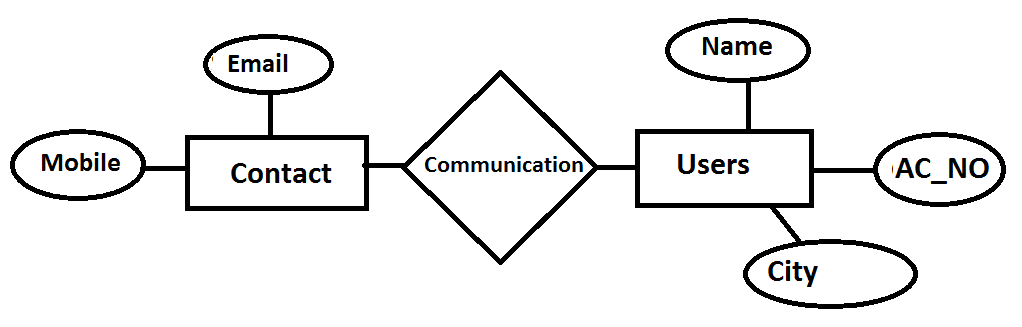 Name
Email
Mobile
Contact
Communication
Users
AC_NO
City